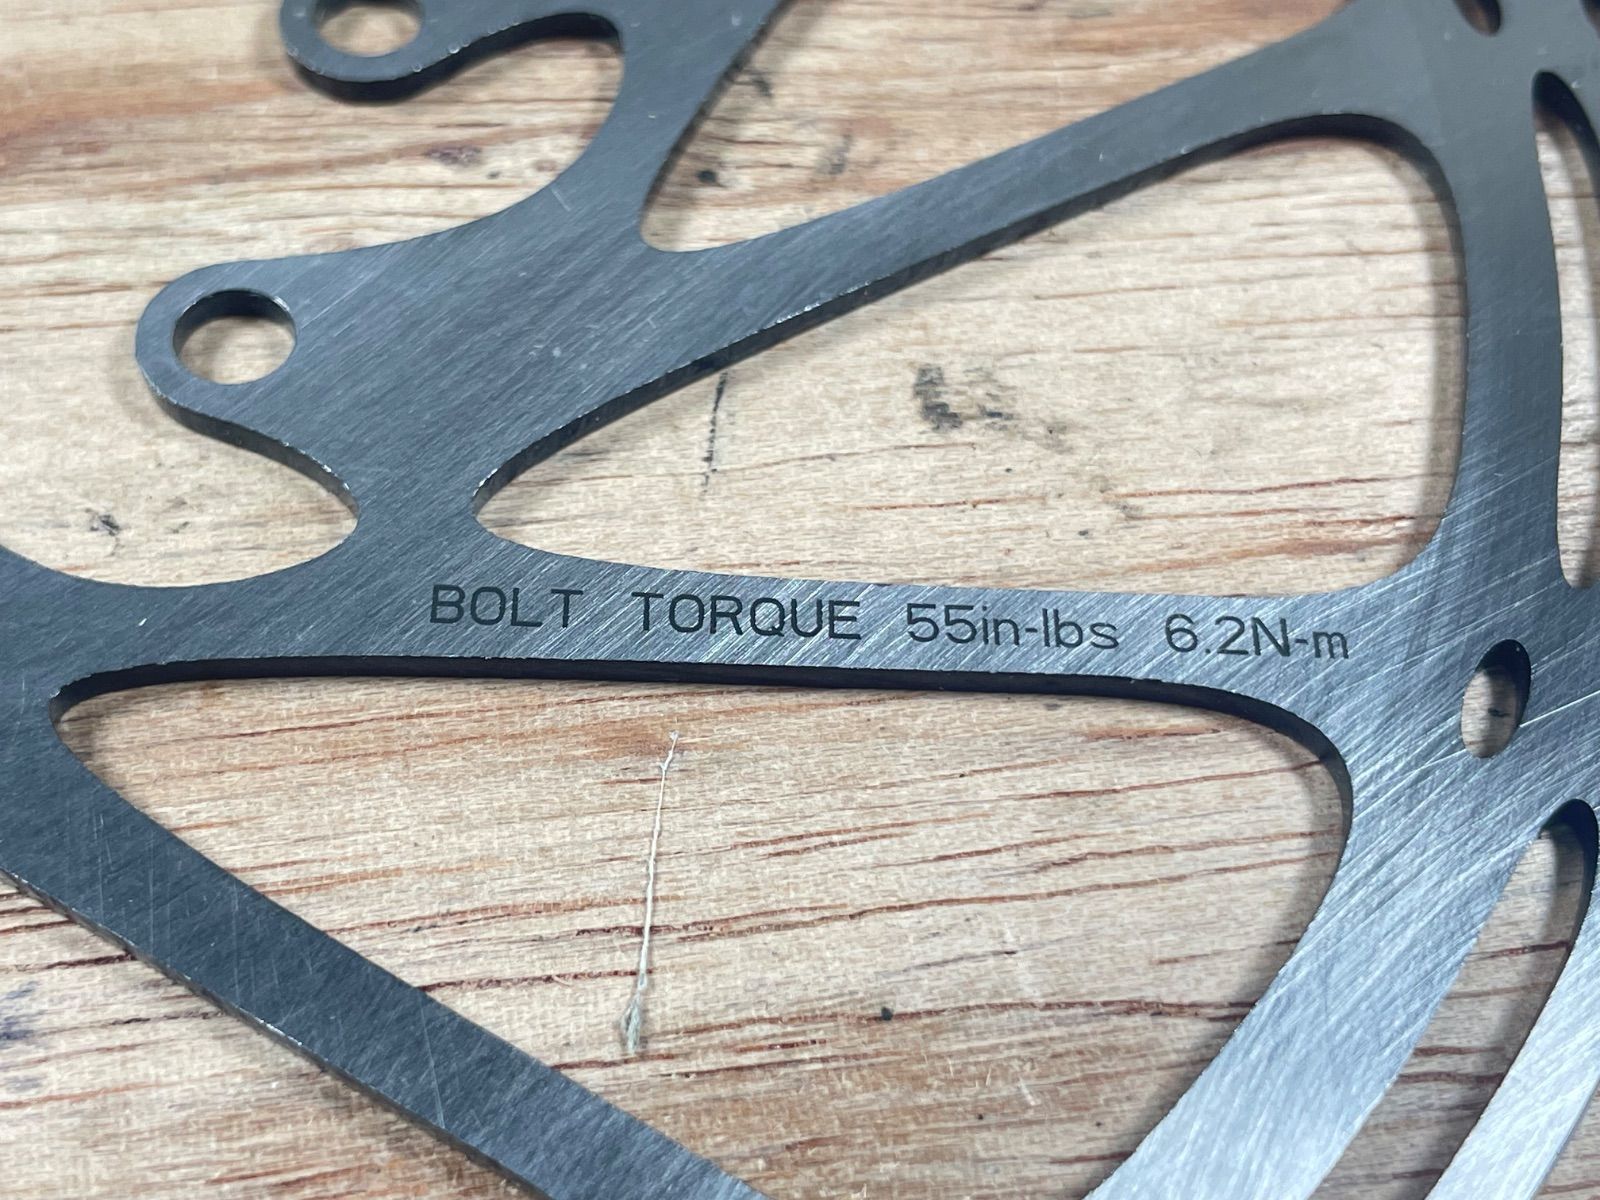 BOLT TORQUE 55in-lbs 6.2N-m